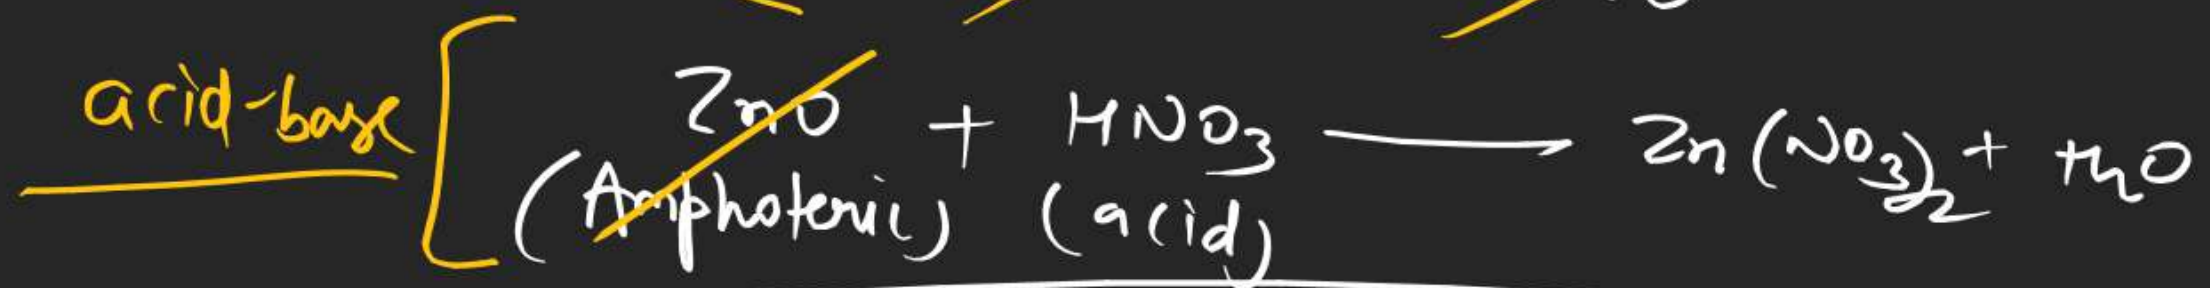 acid-base
ZnO + HNO3 → Zn(NO3)2 + H2O
(Amphoteric) (acid)